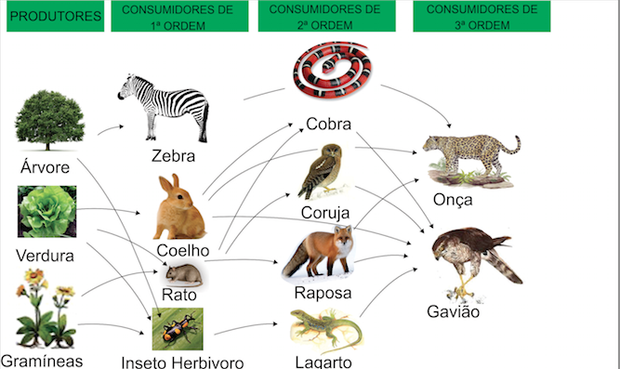 PRODUTORES
CONSUMIDORES DE
1ª ORDEM
CONSUMIDORES DE
2ª ORDEM
CONSUMIDORES DE
3ª ORDEM
Árvore
Zebra
Cobra
Onça
Verdura
Coelho
Coruja
Rato
Raposa
Gavião
Gramíneas
Inseto Herbivoro
Lagarto